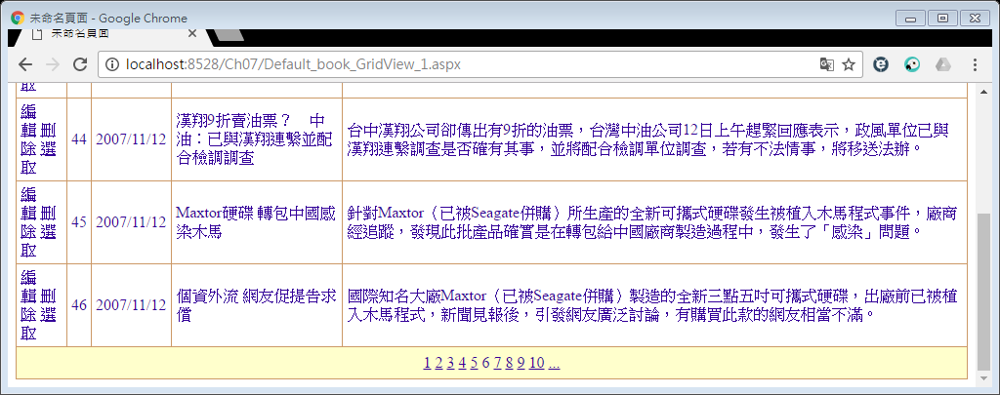 未命名頁面 - Google Chrome
未命名頁面
localhost:8528/Ch07/Default_book_GridView_1.aspx
取
編
輯 刪
除 選
取
44
2007/11/12
漢翔9折賣油票？ 中
油：已與漢翔連繫並配
合檢調調查
台中漢翔公司卻傳出有9折的油票，台灣中油公司12日上午趕緊回應表示，政風單位已與
漢翔連繫調查是否確有其事，並將配合檢調單位調查，若有不法情事，將移送法辦。
編
輯 刪
除 選
取
45
2007/11/12
Maxtor硬碟 轉包中國感
染木馬
針對Maxtor（已被Seagate併購）所生產的全新可攜式硬碟發生被植入木馬程式事件，廠商
經追蹤，發現此批產品確實是在轉包給中國廠商製造過程中，發生了「感染」問題。
編
輯 刪
除 選
取
46
2007/11/12
個資外流 網友促提告求
償
國際知名大廠Maxtor（已被Seagate併購）製造的全新三點五吋可攜式硬碟，出廠前已被植
入木馬程式，新聞見報後，引發網友廣泛討論，有購買此款的網友相當不滿。
1 2 3 4 5 6 7 8 9 10 ...